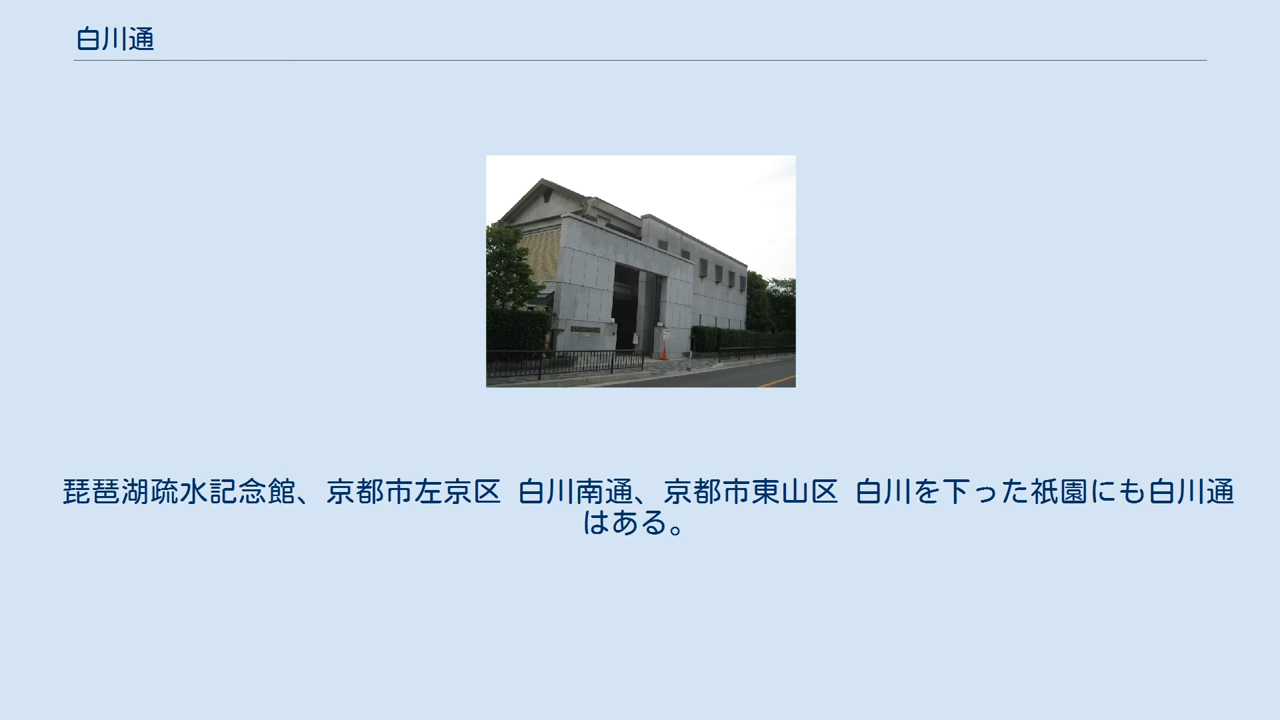 白川通
琵琶湖疏水記念館、京都市左京区 白川南通、京都市東山区 白川を下った祇園にも白川通
はある。